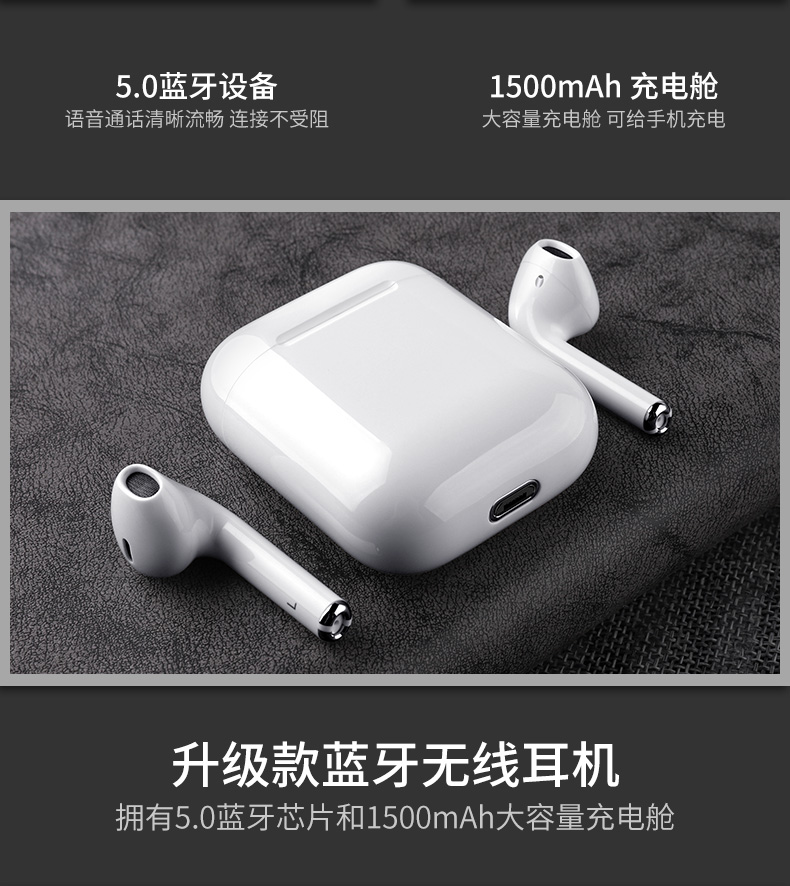 5.0蓝牙设备
语音通话清晰流畅 连接不受阻
1500mAh 充电舱
大容量充电舱 可给手机充电
L
升级款蓝牙无线耳机
拥有5.0蓝牙芯片和1500mAh大容量充电舱